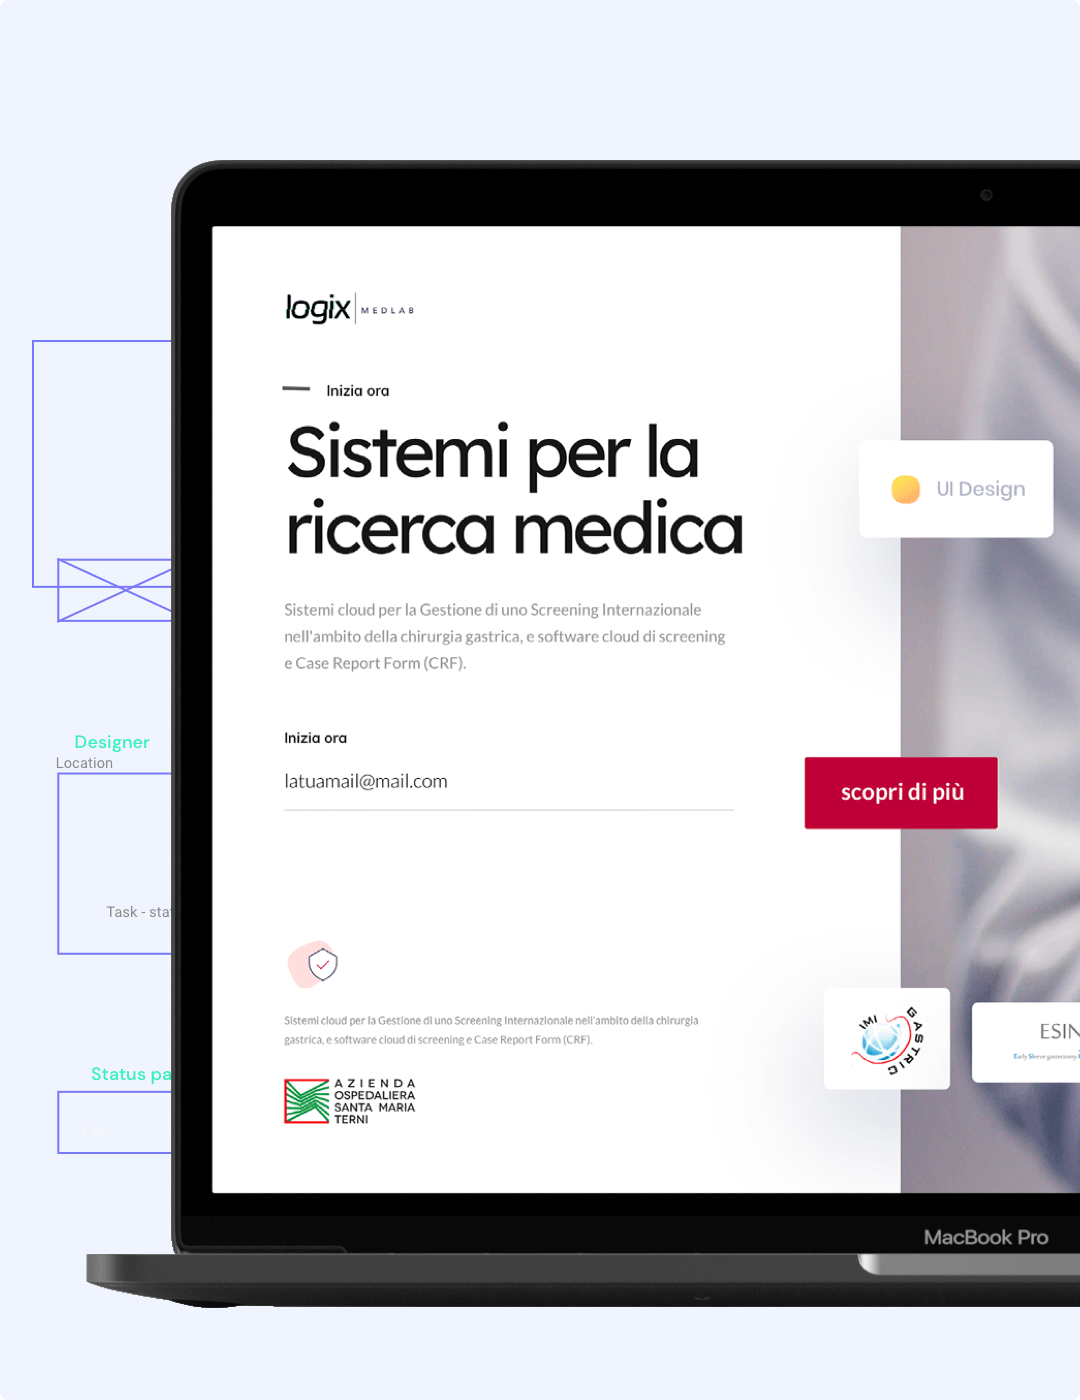 logix
MEDLAB
Inizia ora
Sistemi per la
ricerca medica
UI Design
Sistemi cloud per la Gestione di uno Screening Internazionale
nell'ambito della chirurgia gastrica, e software cloud di screening
e Case Report Form (CRF).
Designer
Location
Inizia ora
latuamail@mail.com
scopri di più
Task - stat
Sistemi cloud per la Gestione di uno Screening Internazionale nell'ambito della chirurgia
gastrica, e software cloud di screening e Case Report Form (CRF).
IMI GASTRIC
ESIN
Early Sleeve gastrectomy
Status pa
AZIENDA
OSPEDALIERA
SANTA MARIA
TERNI
MacBook Pro